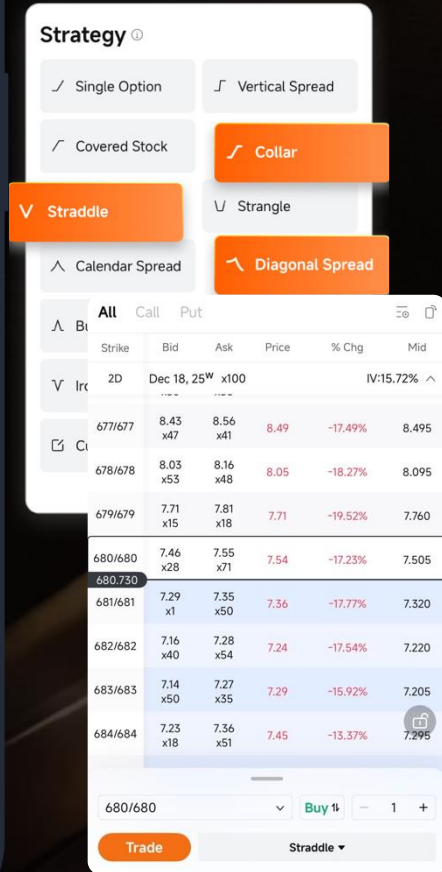 Strategy
Single Option Vertical Spread
Covered Stock Collar
Straddle Strangle
Calendar Spread Diagonal Spread
All Call Put
Strike Bid Ask Price % Chg Mid
2D Dec 18, 25W x100 IV:15.72%
677/677 8.43 x47 8.56 x41 8.49 -17.49% 8.495
678/678 8.03 x53 8.16 x48 8.05 -18.27% 8.095
679/679 7.71 x15 7.81 x18 7.71 -19.52% 7.760
680/680 7.46 x28 7.55 x71 7.54 -17.23% 7.505
680.730
681/681 7.29 x1 7.35 x50 7.36 -17.77% 7.320
682/682 7.16 x40 7.28 x54 7.24 -17.54% 7.220
683/683 7.14 x50 7.27 x35 7.29 -15.92% 7.205
684/684 7.23 x18 7.36 x51 7.45 -13.37% 7.295
680/680 Buy 1 +
Trade Straddle